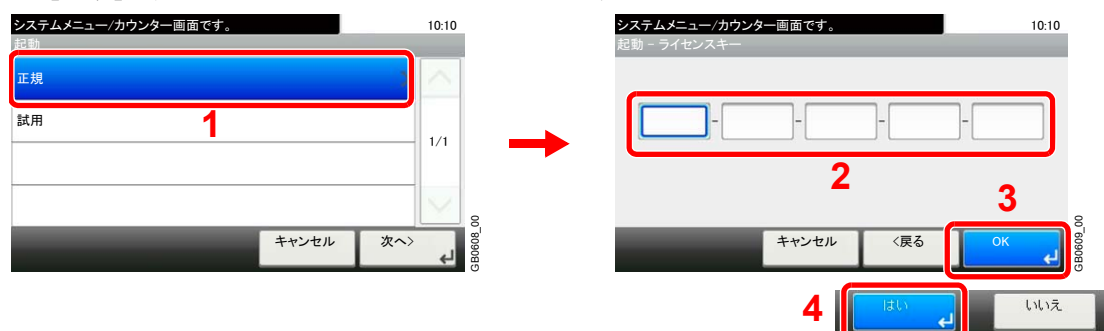 システムメニュー/カウンター画面です。 10:10
起動
正規
1
試用
1/1
キャンセル 次へ>
GB0608_00
システムメニュー/カウンター画面です。 10:10
起動 - ライセンスキー
- - - -
2
3
キャンセル <戻る OK
GB0609_00
4 はい いいえ